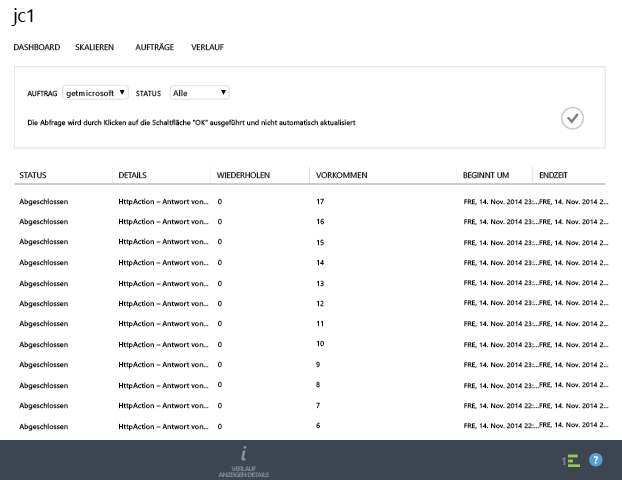 jc1
DASHBOARD SKALIEREN AUFTRÄGE VERLAUF
AUFTRAG getmicrosoft STATUS Alle
Die Abfrage wird durch Klicken auf die Schaltfläche "OK" ausgeführt und nicht automatisch aktualisiert
STATUS DETAILS WIEDERHOLEN VORKOMMEN BEGINNT UM ENDZEIT
Abgeschlossen HttpAction – Antwort von... 0 17 FRE, 14. Nov. 2014 23:... FRE, 14. Nov. 2014 2...
Abgeschlossen HttpAction – Antwort von... 0 16 FRE, 14. Nov. 2014 23:... FRE, 14. Nov. 2014 2...
Abgeschlossen HttpAction – Antwort von... 0 15 FRE, 14. Nov. 2014 23:... FRE, 14. Nov. 2014 2...
Abgeschlossen HttpAction – Antwort von... 0 14 FRE, 14. Nov. 2014 23:... FRE, 14. Nov. 2014 2...
Abgeschlossen HttpAction – Antwort von... 0 13 FRE, 14. Nov. 2014 23:... FRE, 14. Nov. 2014 2...
Abgeschlossen HttpAction – Antwort von... 0 12 FRE, 14. Nov. 2014 23:... FRE, 14. Nov. 2014 2...
Abgeschlossen HttpAction – Antwort von... 0 11 FRE, 14. Nov. 2014 23:... FRE, 14. Nov. 2014 2...
Abgeschlossen HttpAction – Antwort von... 0 10 FRE, 14. Nov. 2014 23:... FRE, 14. Nov. 2014 2...
Abgeschlossen HttpAction – Antwort von... 0 9 FRE, 14. Nov. 2014 23:... FRE, 14. Nov. 2014 2...
Abgeschlossen HttpAction – Antwort von... 0 8 FRE, 14. Nov. 2014 23:... FRE, 14. Nov. 2014 2...
Abgeschlossen HttpAction – Antwort von... 0 7 FRE, 14. Nov. 2014 22:... FRE, 14. Nov. 2014 2...
Abgeschlossen HttpAction – Antwort von... 0 6 FRE, 14. Nov. 2014 22:... FRE, 14. Nov. 2014 2...
i 1 ?
VERLAUF
ANZEIGEN DETAILS